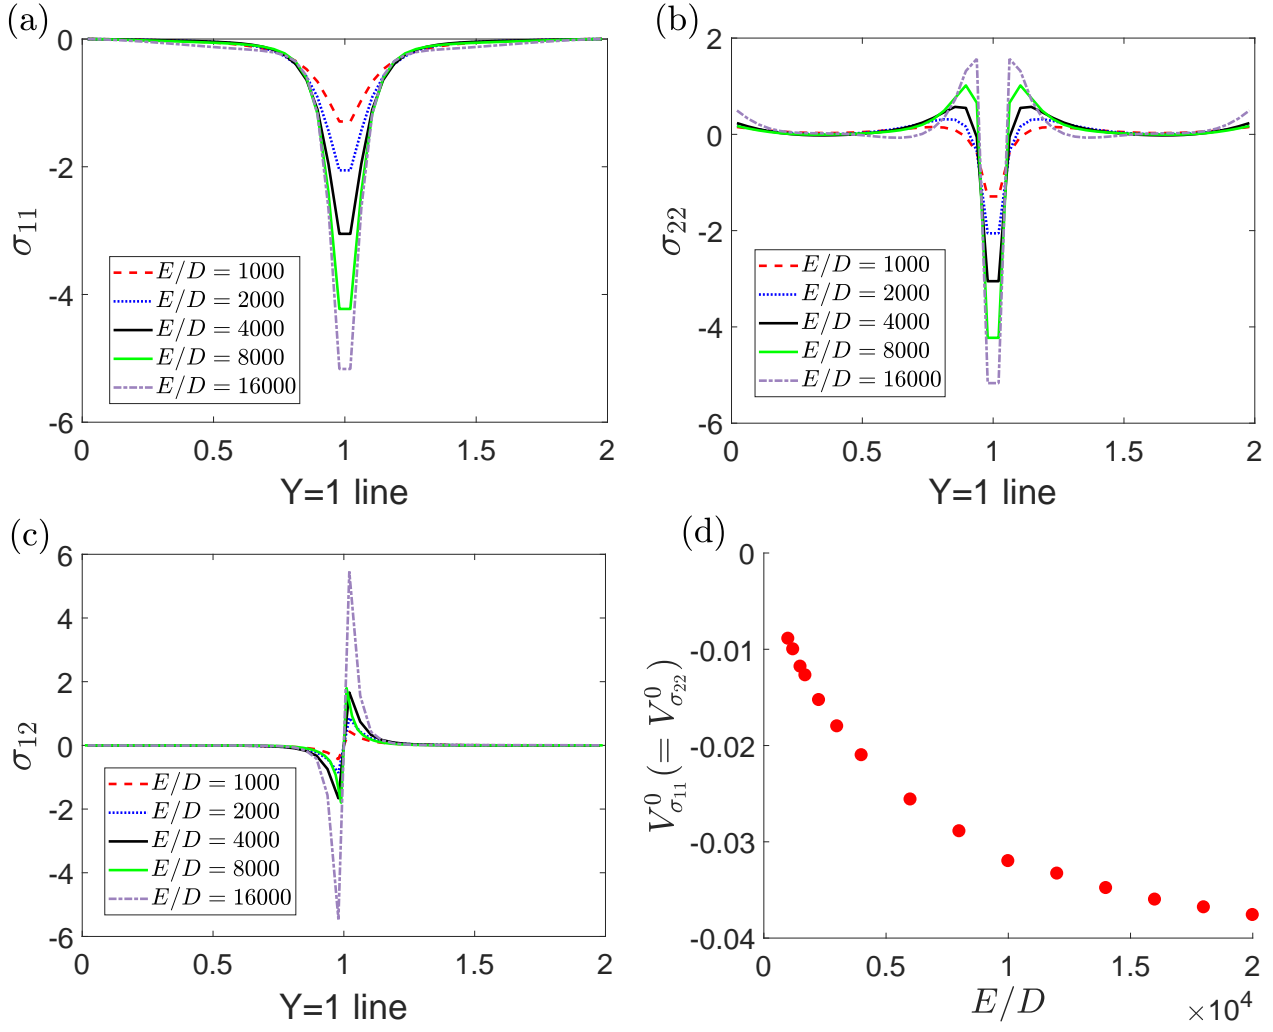 (a)
0
-2
-4
-6
σ₁₁
E/D = 1000
E/D = 2000
E/D = 4000
E/D = 8000
E/D = 16000
0 0.5 1 1.5 2
Y=1 line
(b)
2
0
-2
-4
-6
σ₂₂
E/D = 1000
E/D = 2000
E/D = 4000
E/D = 8000
E/D = 16000
0 0.5 1 1.5 2
Y=1 line
(c)
6
4
2
0
-2
-4
-6
σ₁₂
E/D = 1000
E/D = 2000
E/D = 4000
E/D = 8000
E/D = 16000
0 0.5 1 1.5 2
Y=1 line
(d)
0
-0.01
-0.02
-0.03
-0.04
V⁰_σ₁₁ (= V⁰_σ₂₂)
0 0.5 1 1.5 2
E/D
×10⁴